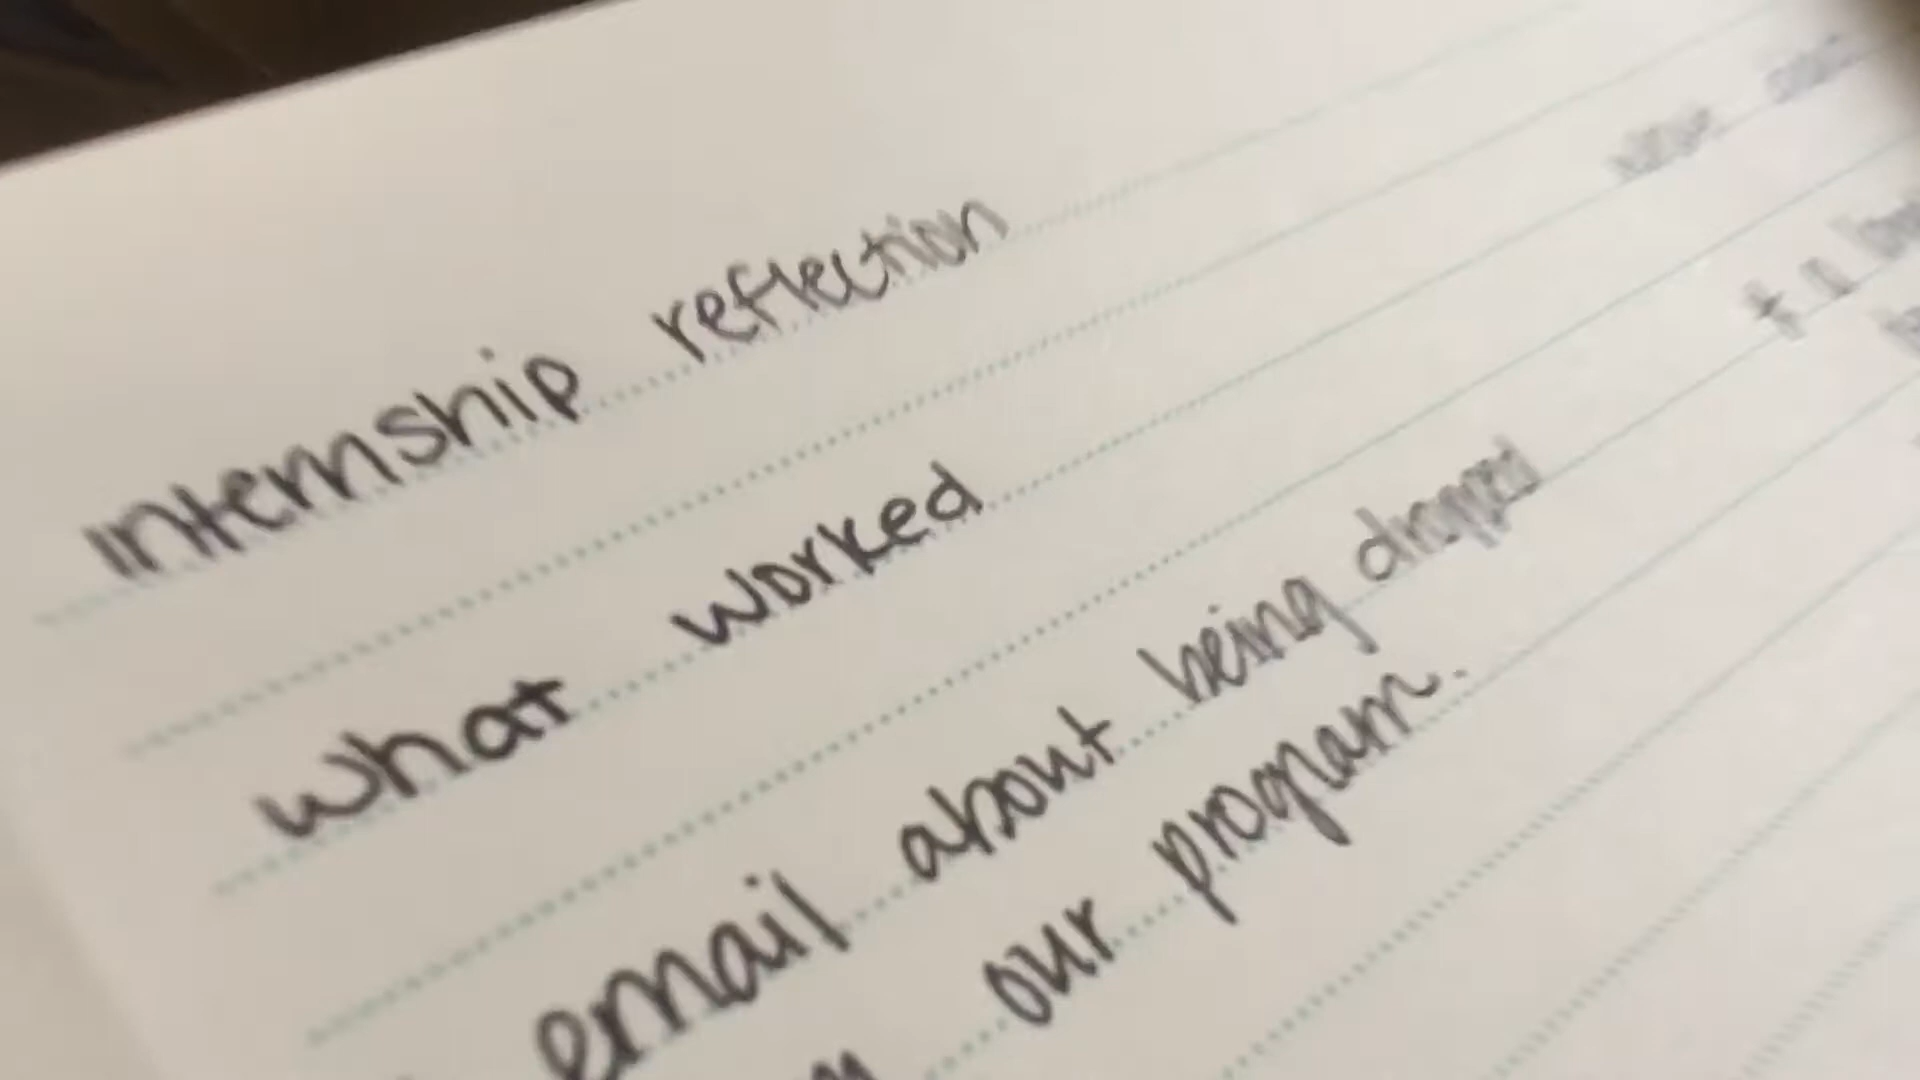 Internship reflection
what worked
email about being dropped
our program.